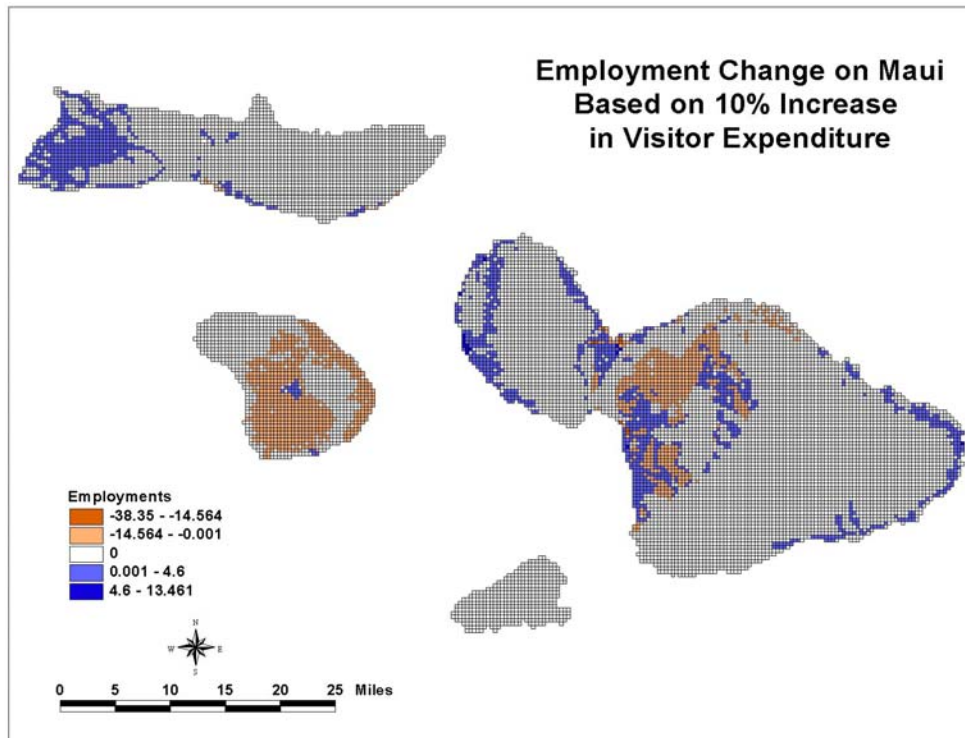 Employment Change on Maui
Based on 10% Increase
in Visitor Expenditure
Employments
-38.35 - -14.564
-14.564 - -0.001
0
0.001 - 4.6
4.6 - 13.461
N
W E
S
0 5 10 15 20 25 Miles